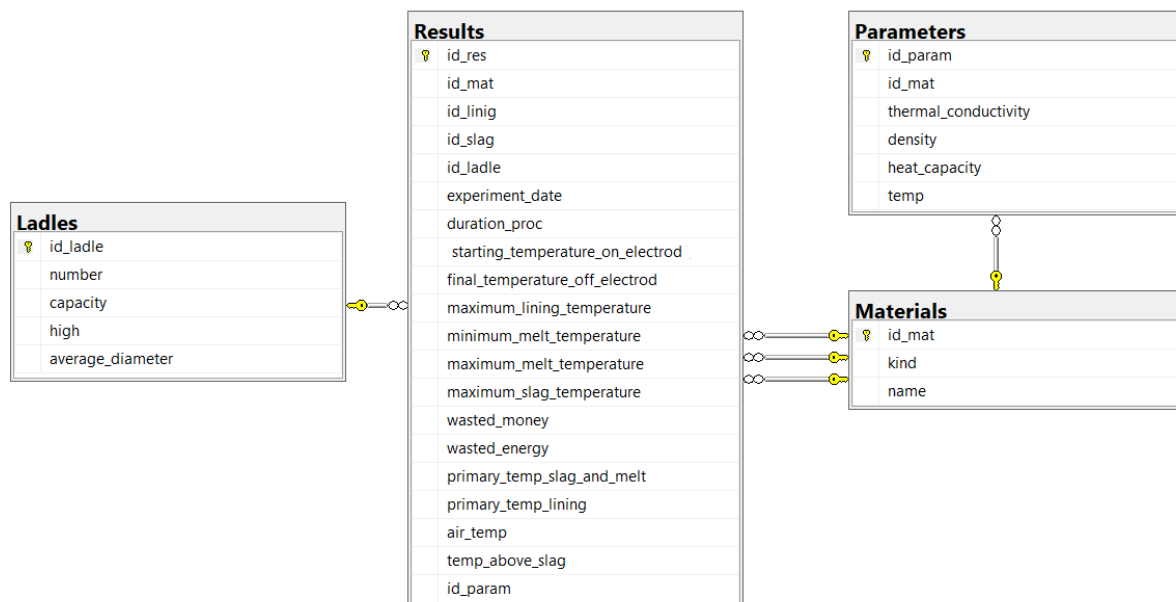 Ladles
id_ladle
number
capacity
high
average_diameter
Results
id_res
id_mat
id_linig
id_slag
id_ladle
experiment_date
duration_proc
starting_temperature_on_electrod
final_temperature_off_electrod
maximum_lining_temperature
minimum_melt_temperature
maximum_melt_temperature
maximum_slag_temperature
wasted_money
wasted_energy
primary_temp_slag_and_melt
primary_temp_lining
air_temp
temp_above_slag
id_param
Parameters
id_param
id_mat
thermal_conductivity
density
heat_capacity
temp
Materials
id_mat
kind
name